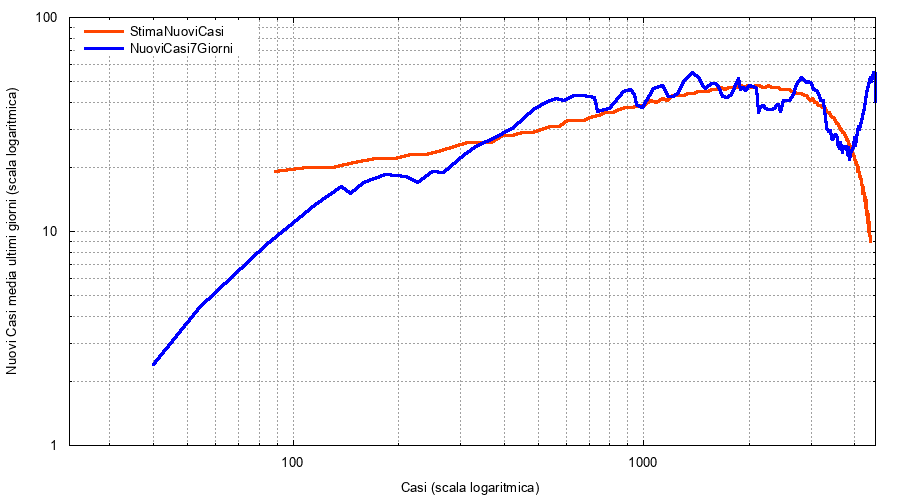 100
StimaNuoviCasi
NuoviCasi7Giorni
10
1
100
1000
Nuovi Casi media ultimi giorni (scala logaritmica)
Casi (scala logaritmica)